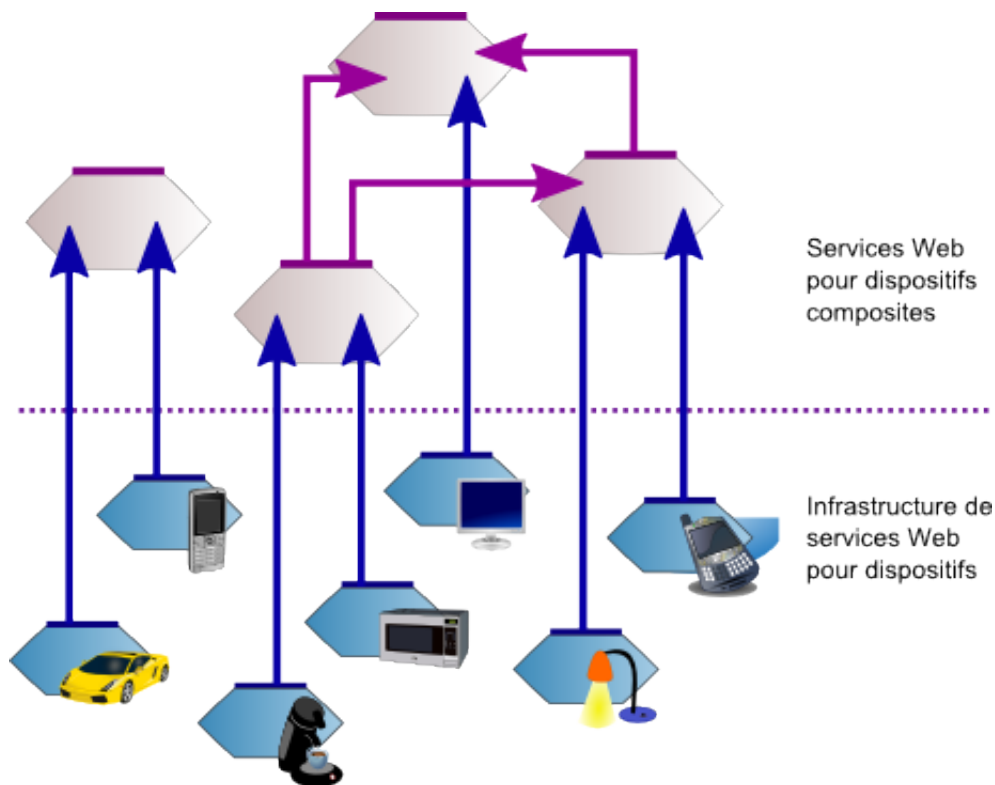 Services Web
pour dispositifs
composites
Infrastructure de
services Web
pour dispositifs